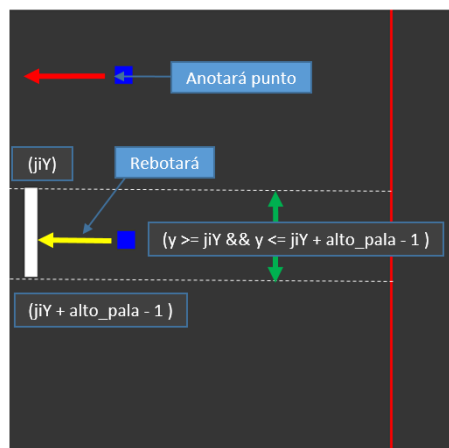 Anotará punto
(jiY)
Rebotará
(y >= jiY && y <= jiY + alto_pala - 1 )
(jiY + alto_pala - 1 )